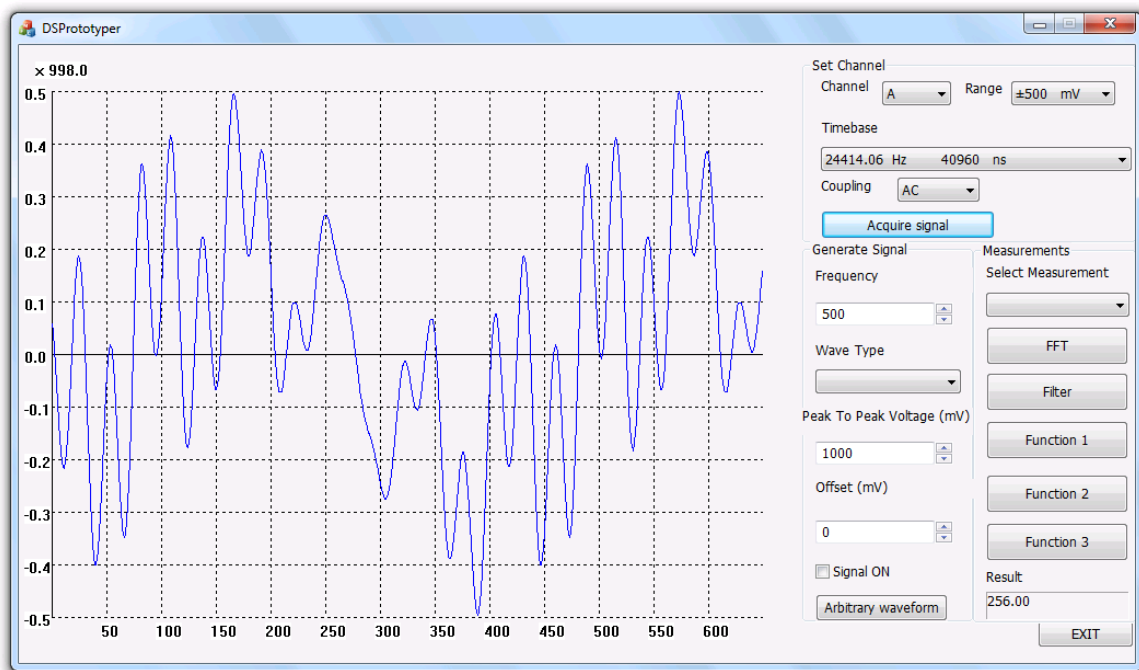 DSPrototyper
× 998.0
0.5
0.4
0.3
0.2
0.1
0.0
-0.1
-0.2
-0.3
-0.4
-0.5
50 100 150 200 250 300 350 400 450 500 550 600
Set Channel
Channel A Range ±500 mV
Timebase
24414.06 Hz 40960 ns
Coupling AC
Acquire signal
Generate Signal
Frequency
500
Wave Type
Peak To Peak Voltage (mV)
1000
Offset (mV)
0
Signal ON
Arbitrary waveform
Measurements
Select Measurement
FFT
Filter
Function 1
Function 2
Function 3
Result
256.00
EXIT